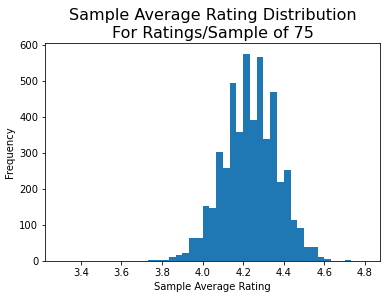 Sample Average Rating Distribution
For Ratings/Sample of 75
Frequency
600
500
400
300
200
100
0
3.4 3.6 3.8 4.0 4.2 4.4 4.6 4.8
Sample Average Rating